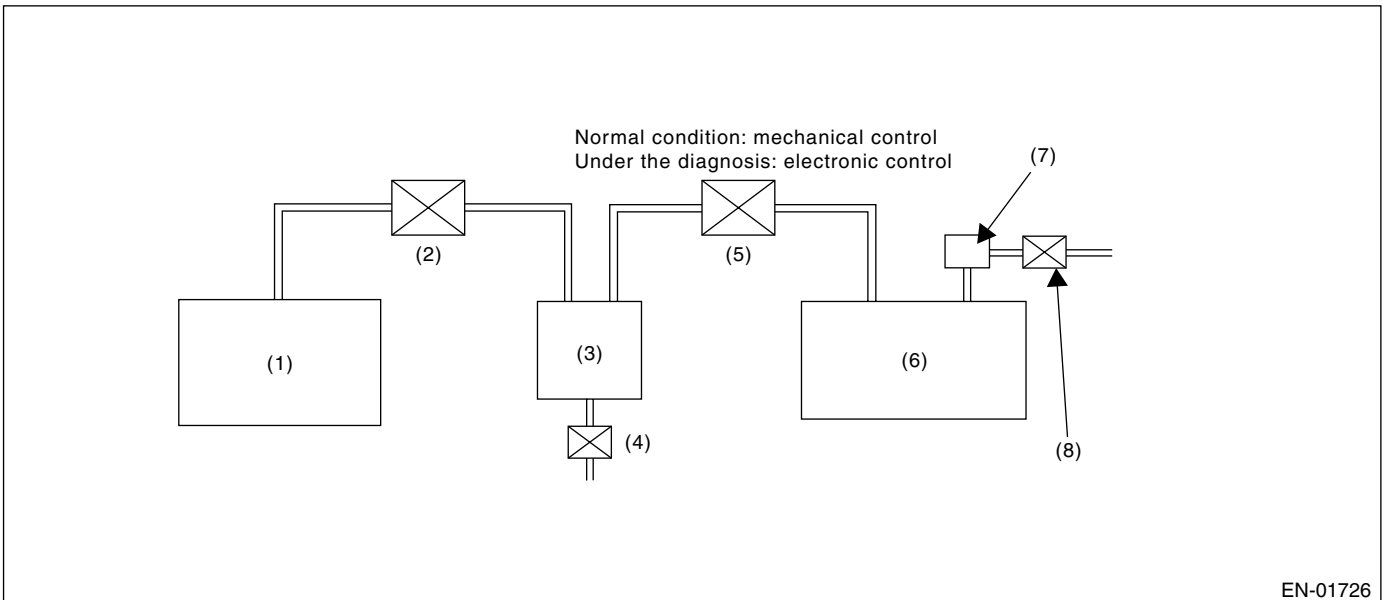 Normal condition: mechanical control
Under the diagnosis: electronic control
(7)
(2)
(5)
(1)
(3)
(6)
(4)
(8)
EN-01726